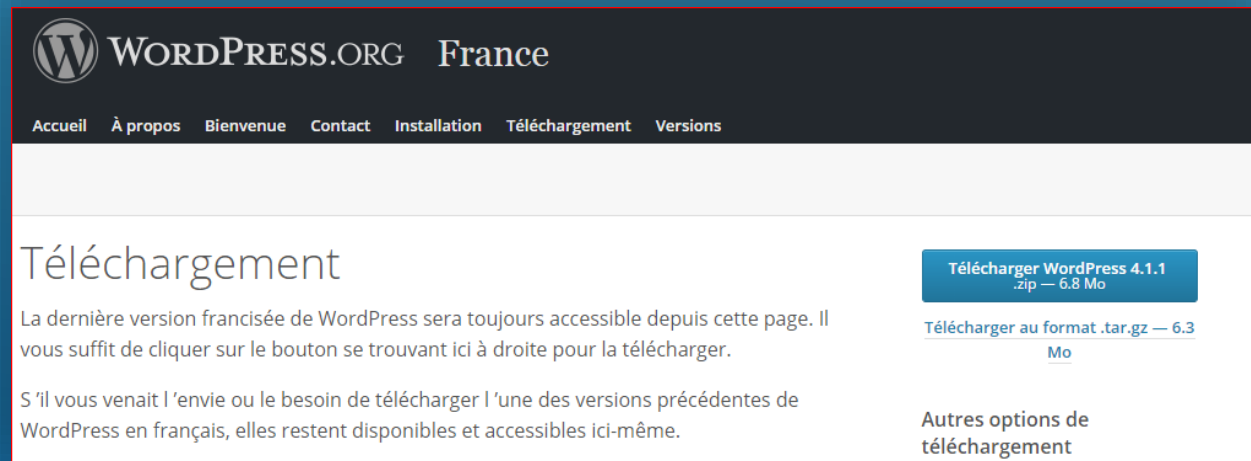 WORDPRESS.ORG France
Accueil À propos Bienvenue Contact Installation Téléchargement Versions
Téléchargement
La dernière version francisée de WordPress sera toujours accessible depuis cette page. Il
vous suffit de cliquer sur le bouton se trouvant ici à droite pour la télécharger.
S ’il vous venait l ’envie ou le besoin de télécharger l ’une des versions précédentes de
WordPress en français, elles restent disponibles et accessibles ici-même.
Télécharger WordPress 4.1.1
.zip — 6.8 Mo
Télécharger au format .tar.gz — 6.3
Mo
Autres options de
téléchargement